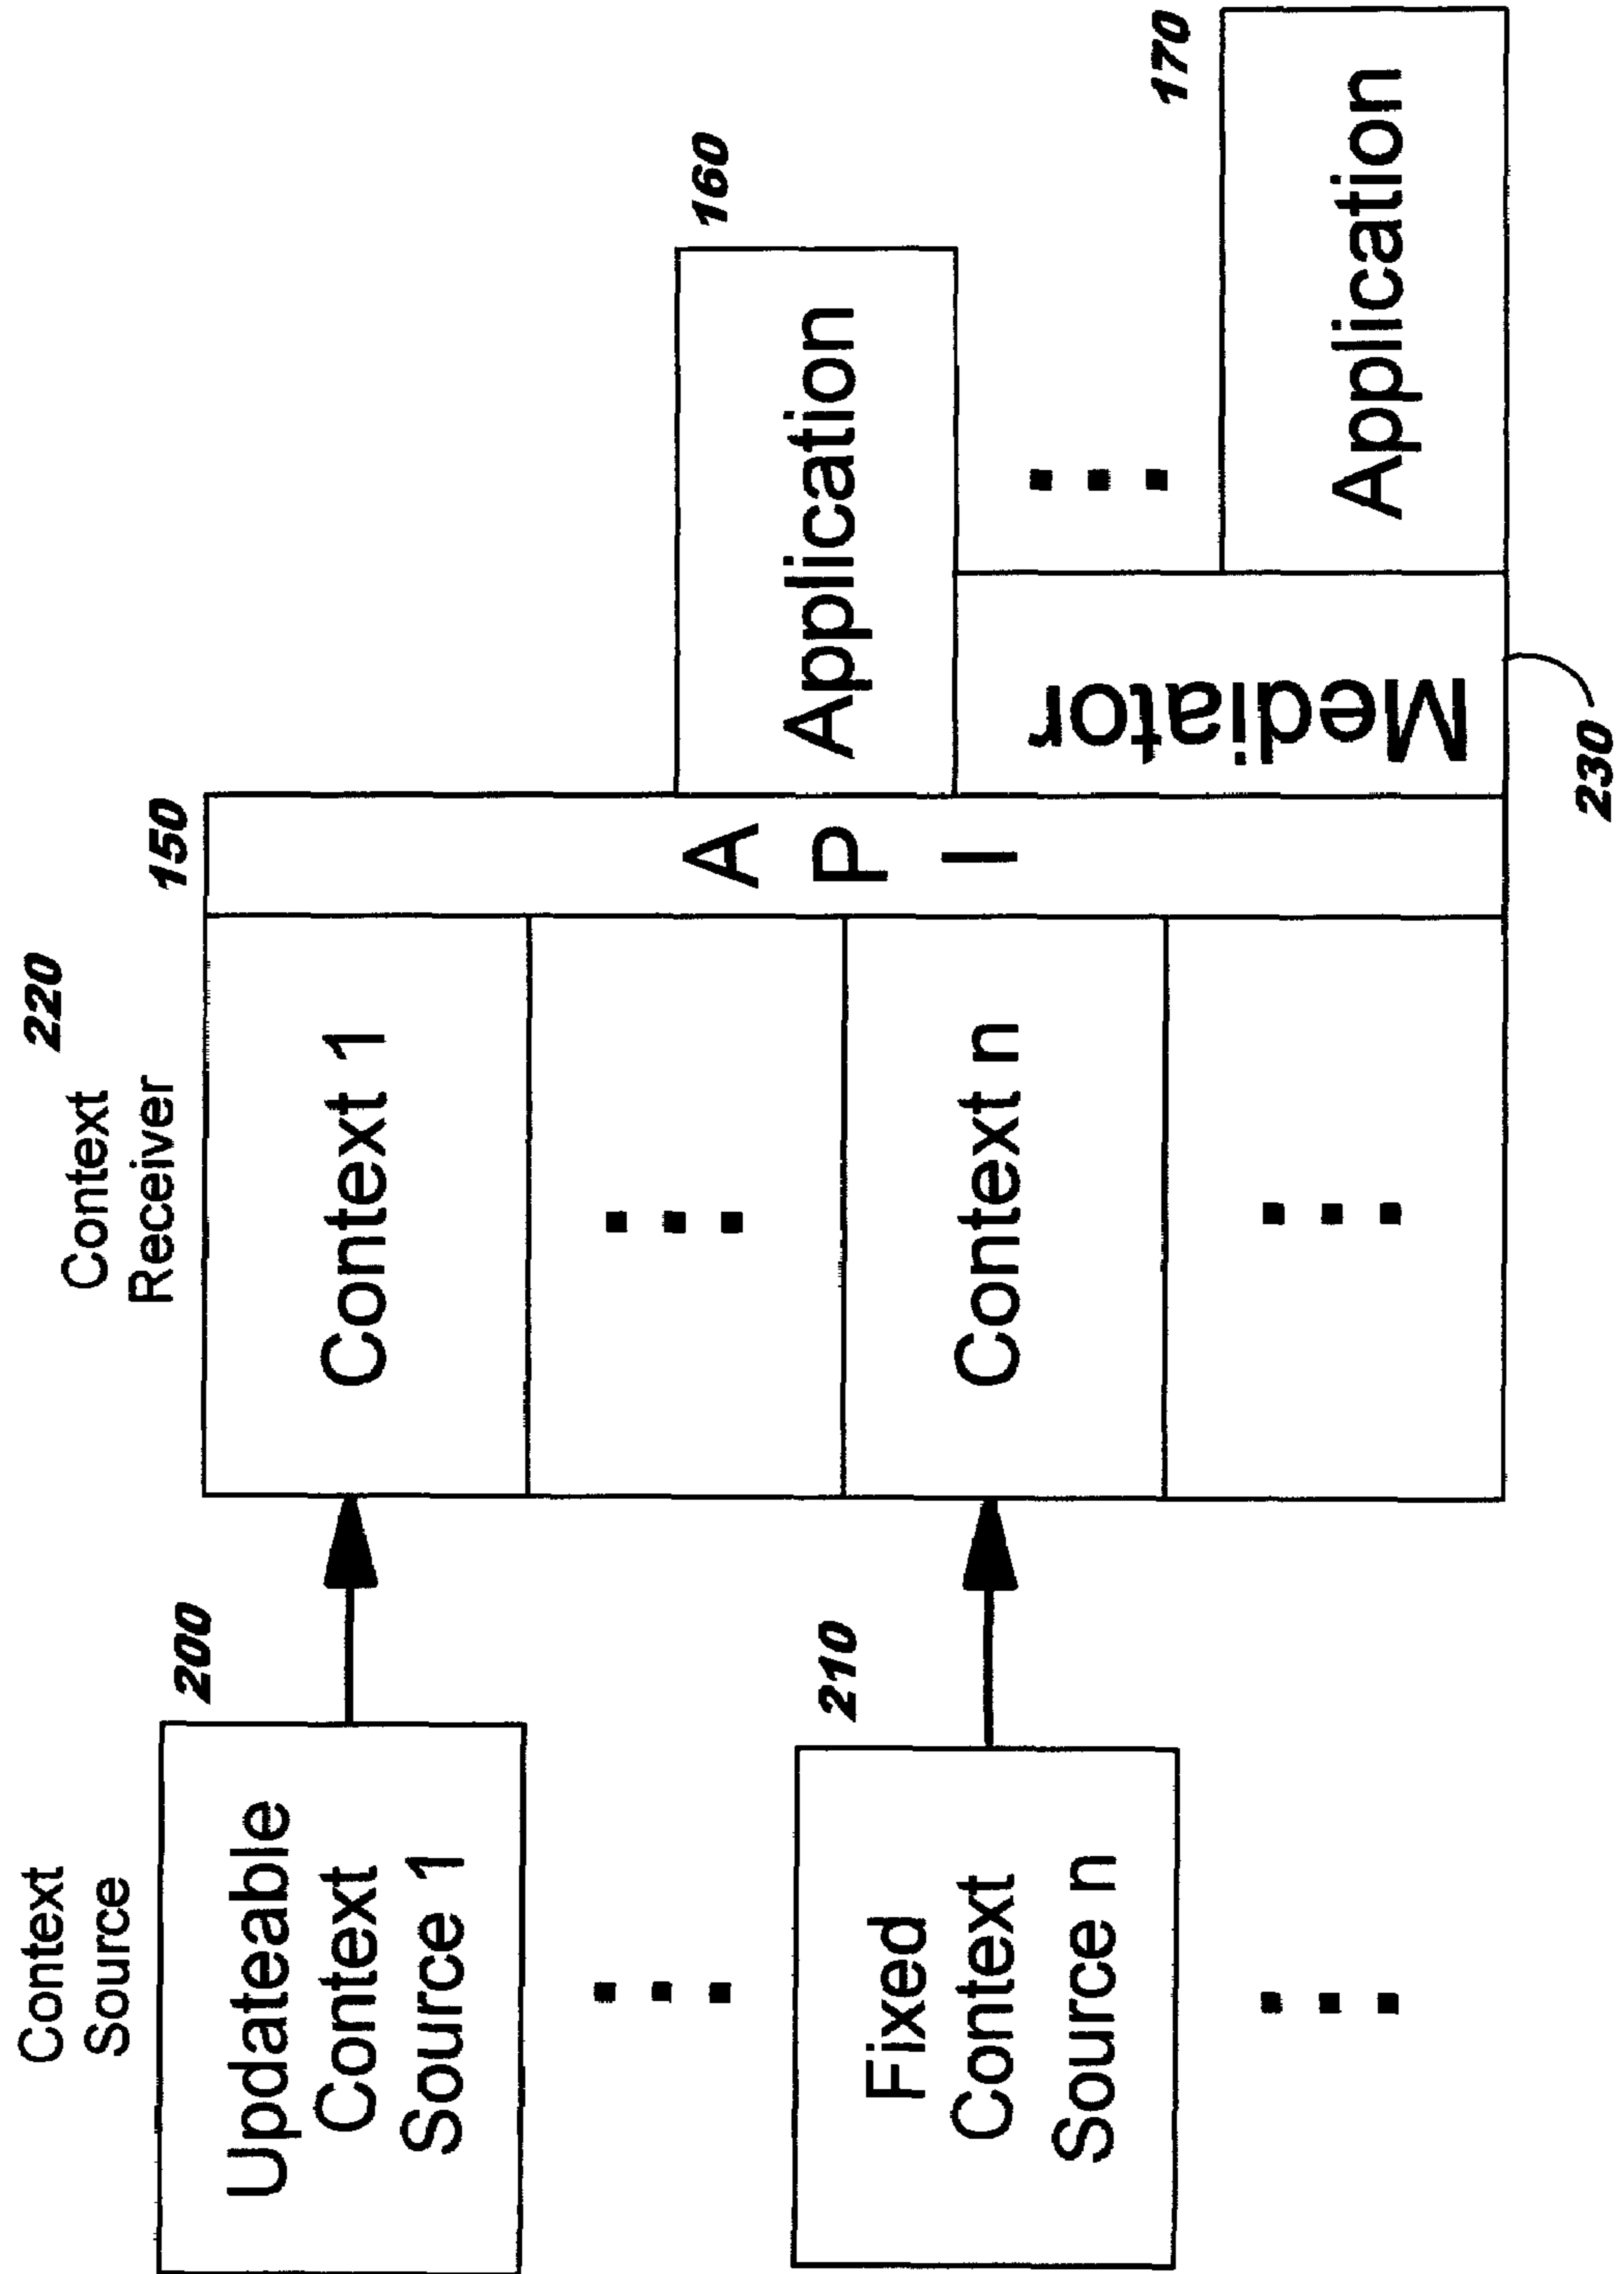 Context
Source
200
Updateable
Context
Source 1
210
Fixed
Context
Source n
Context
Receiver
220
Context 1
Context n
150
A
P
I
160
Application
Mediator
230
170
Application